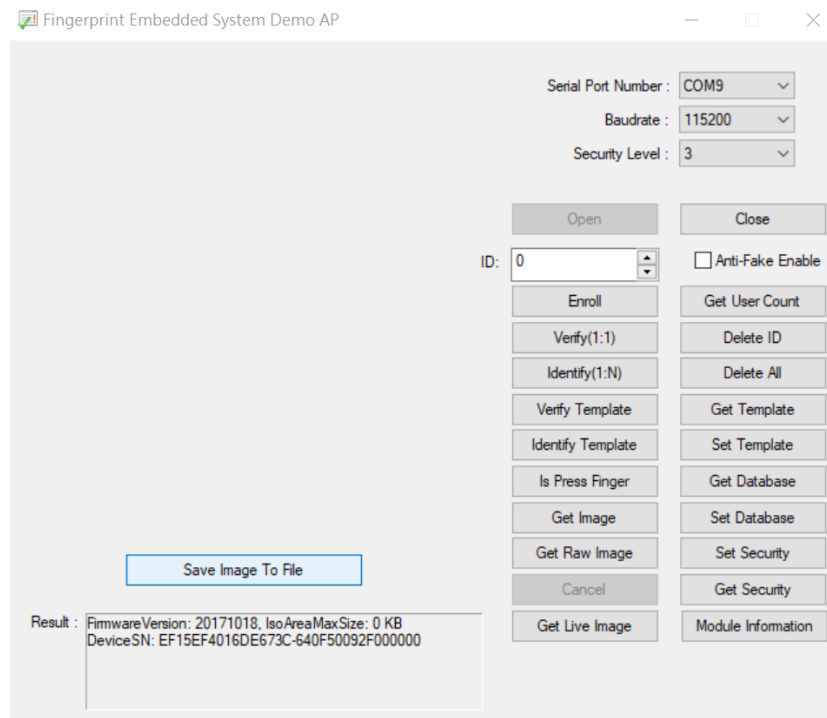 Fingerprint Embedded System Demo AP
Serial Port Number : COM9
Baudrate : 115200
Security Level : 3
Open Close
ID: 0 Anti-Fake Enable
Enroll Get User Count
Verify(1:1) Delete ID
Identify(1:N) Delete All
Verify Template Get Template
Identify Template Set Template
Is Press Finger Get Database
Get Image Set Database
Get Raw Image Set Security
Save Image To File
Cancel Get Security
Get Live Image Module Information
Result : FirmwareVersion: 20171018, IsoAreaMaxSize: 0 KB
DeviceSN: EF15EF4016DE673C-640F50092F000000